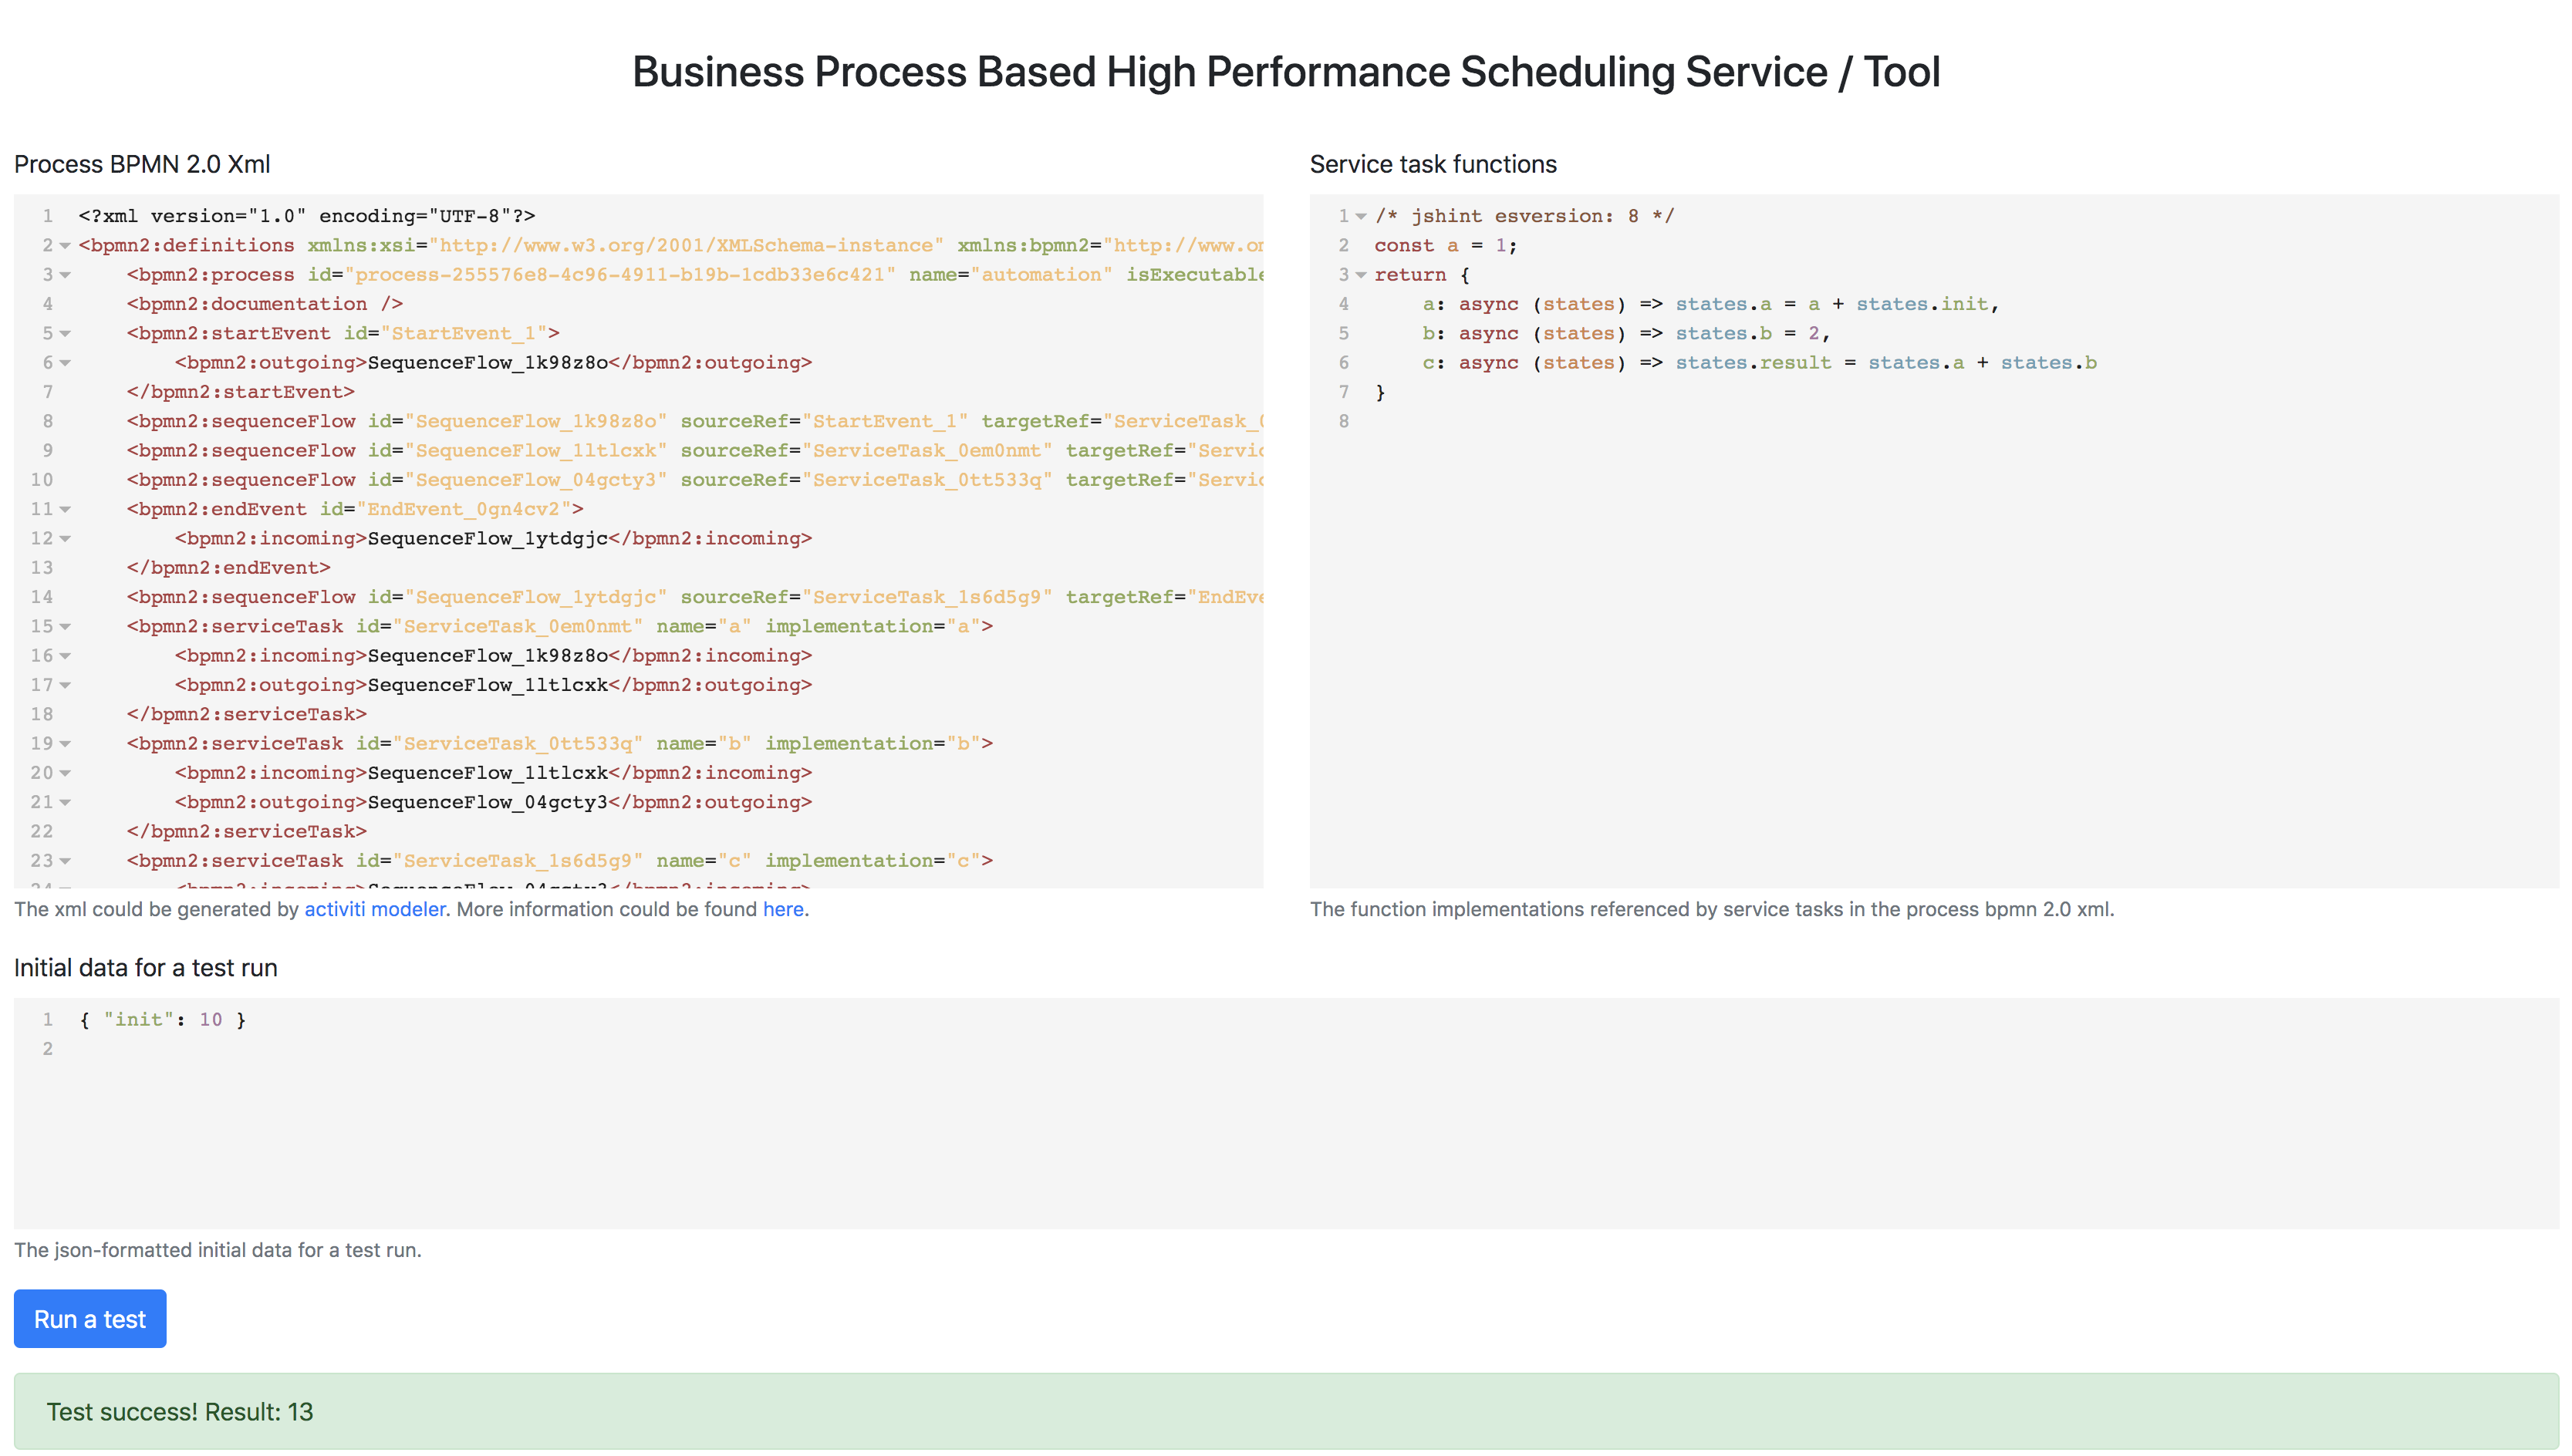 Business Process Based High Performance Scheduling Service / Tool
Process BPMN 2.0 Xml
1 <?xml version="1.0" encoding="UTF-8"?>
2 <bpmn2:definitions xmlns:xsi="http://www.w3.org/2001/XMLSchema-instance" xmlns:bpmn2="http://www.or
3 <bpmn2:process id="process-255576e8-4c96-4911-b19b-1cdb33e6c421" name="automation" isExecutable
4 <bpmn2:documentation />
5 <bpmn2:startEvent id="StartEvent_1">
6 <bpmn2:outgoing>SequenceFlow_1k98z8o</bpmn2:outgoing>
7 </bpmn2:startEvent>
8 <bpmn2:sequenceFlow id="SequenceFlow_1k98z8o" sourceRef="StartEvent_1" targetRef="ServiceTask_0
9 <bpmn2:sequenceFlow id="SequenceFlow_1ltlcxk" sourceRef="ServiceTask_0em0nmt" targetRef="Servic
10 <bpmn2:sequenceFlow id="SequenceFlow_04gcty3" sourceRef="ServiceTask_0tt533q" targetRef="Servic
11 <bpmn2:endEvent id="EndEvent_0gn4cv2">
12 <bpmn2:incoming>SequenceFlow_1ytdgjc</bpmn2:incoming>
13 </bpmn2:endEvent>
14 <bpmn2:sequenceFlow id="SequenceFlow_1ytdgjc" sourceRef="ServiceTask_1s6d5g9" targetRef="EndEve
15 <bpmn2:serviceTask id="ServiceTask_0em0nmt" name="a" implementation="a">
16 <bpmn2:incoming>SequenceFlow_1k98z8o</bpmn2:incoming>
17 <bpmn2:outgoing>SequenceFlow_1ltlcxk</bpmn2:outgoing>
18 </bpmn2:serviceTask>
19 <bpmn2:serviceTask id="ServiceTask_0tt533q" name="b" implementation="b">
20 <bpmn2:incoming>SequenceFlow_1ltlcxk</bpmn2:incoming>
21 <bpmn2:outgoing>SequenceFlow_04gcty3</bpmn2:outgoing>
22 </bpmn2:serviceTask>
23 <bpmn2:serviceTask id="ServiceTask_1s6d5g9" name="c" implementation="c">
24 <bpmn2:incoming>SequenceFlow_04gcty3</bpmn2:incoming>
The xml could be generated by activiti modeler. More information could be found here.
Service task functions
1 /* jshint esversion: 8 */
2 const a = 1;
3 return {
4 a: async (states) => states.a = a + states.init,
5 b: async (states) => states.b = 2,
6 c: async (states) => states.result = states.a + states.b
7 }
8
The function implementations referenced by service tasks in the process bpmn 2.0 xml.
Initial data for a test run
1 { "init": 10 }
2
The json-formatted initial data for a test run.
Run a test
Test success! Result: 13